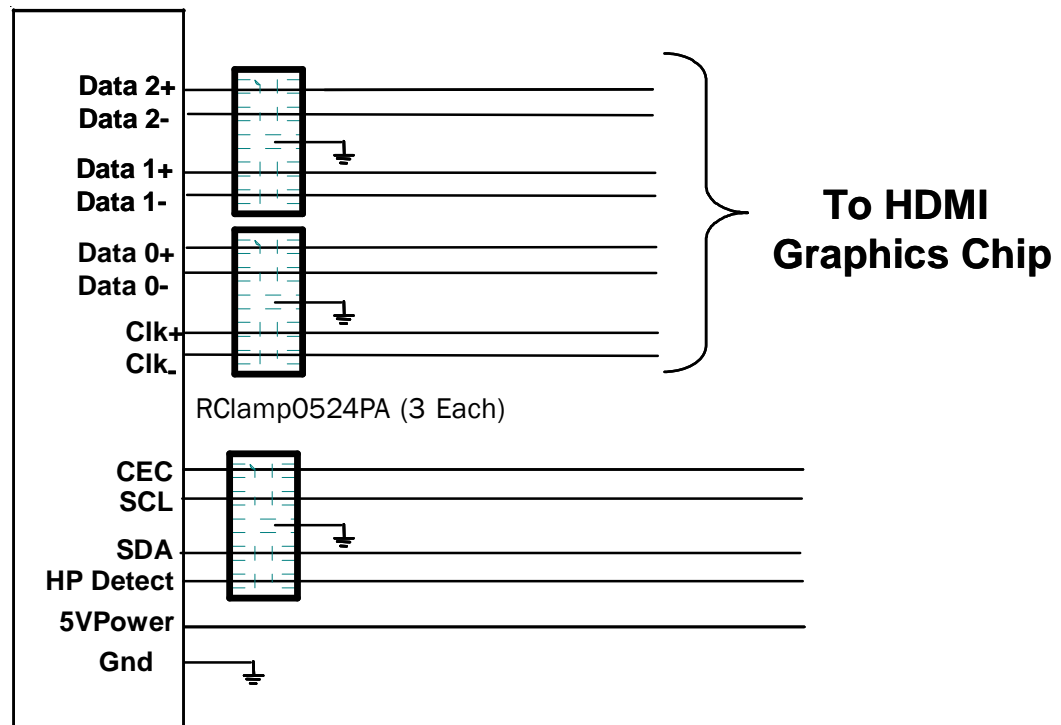 Data 2+
Data 2-
Data 1+
Data 1-
Data 0+
Data 0-
Clk+
Clk-
To HDMI
Graphics Chip
RClamp0524PA (3 Each)
CEC
SCL
SDA
HP Detect
5VPower
Gnd